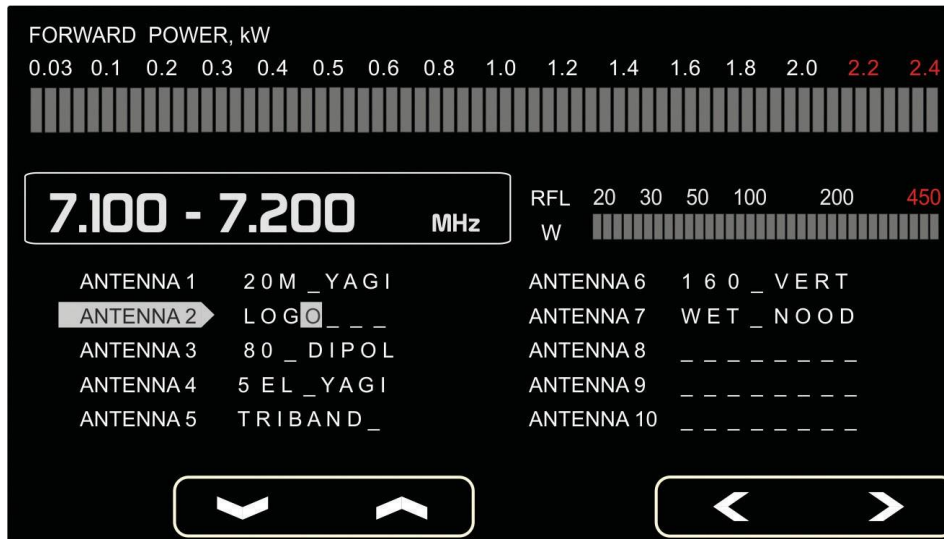 FORWARD POWER, kW
0.03 0.1 0.2 0.3 0.4 0.5 0.6 0.8 1.0 1.2 1.4 1.6 1.8 2.0 2.2 2.4
7.100 - 7.200 MHz
RFL 20 30 50 100 200 450
W
ANTENNA 1 20M_YAGI
ANTENNA 2 LOGO___
ANTENNA 3 80_DIPOL
ANTENNA 4 5EL_YAGI
ANTENNA 5 TRIBAND_
ANTENNA 6 160_VERT
ANTENNA 7 WET_NOOD
ANTENNA 8 ________
ANTENNA 9 ________
ANTENNA 10 ________